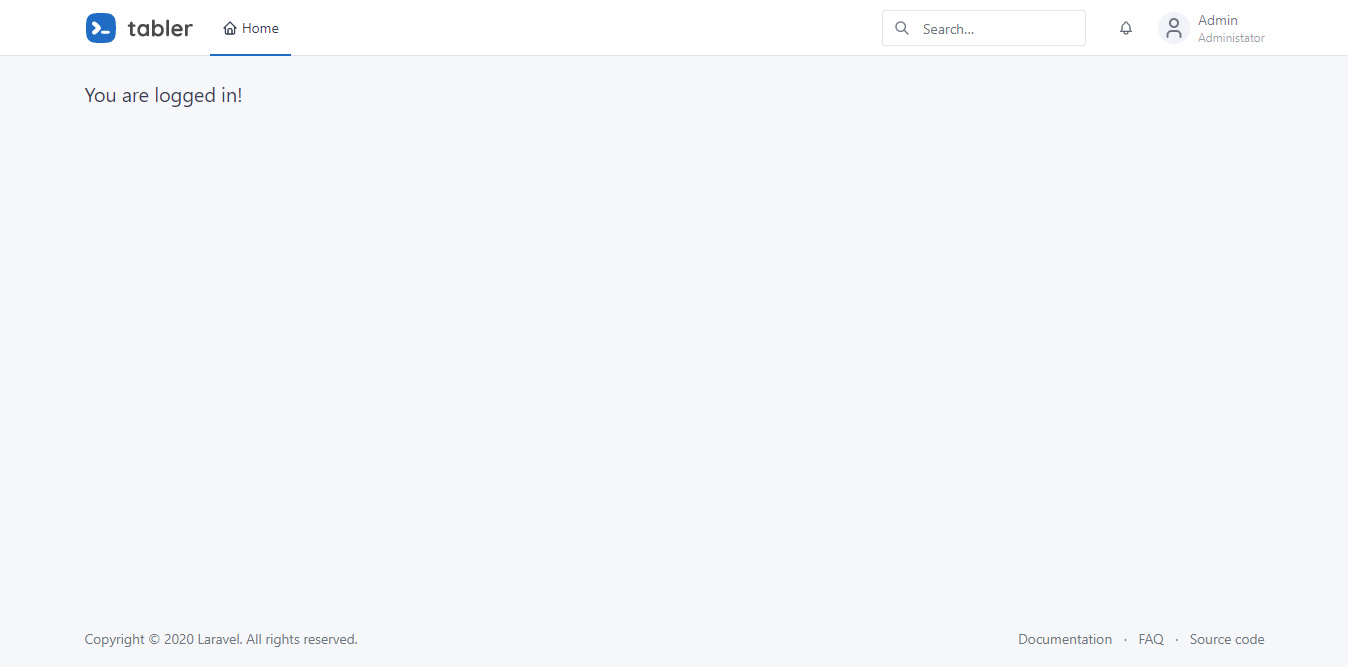 tabler
Home
Search...
Admin
Administator
You are logged in!
Copyright © 2020 Laravel. All rights reserved.
Documentation · FAQ · Source code